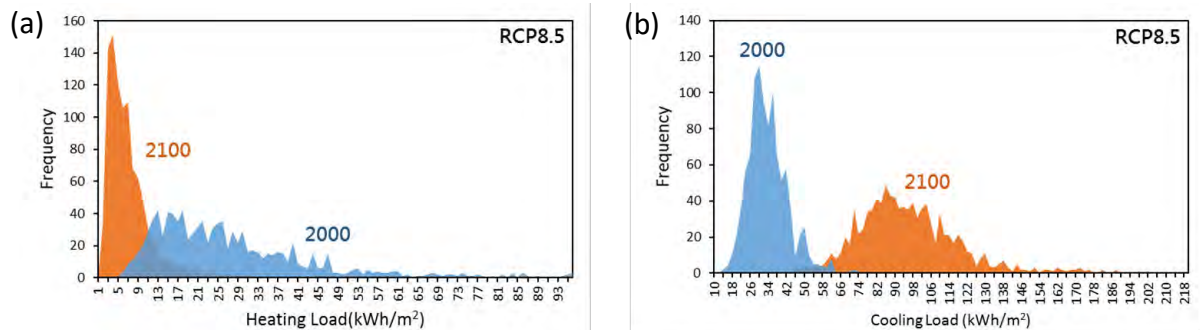 (a)
RCP8.5
2100
2000
Frequency
160
140
120
100
80
60
40
20
0
1 5 9 13 17 21 25 29 33 37 41 45 49 53 57 61 65 69 73 77 81 85 89 93
Heating Load(kWh/m²)
(b)
RCP8.5
2000
2100
Frequency
140
120
100
80
60
40
20
0
10 18 26 34 42 50 58 66 74 82 90 98 106 114 122 130 138 146 154 162 170 178 186 194 202 210 218
Cooling Load (kWh/m²)